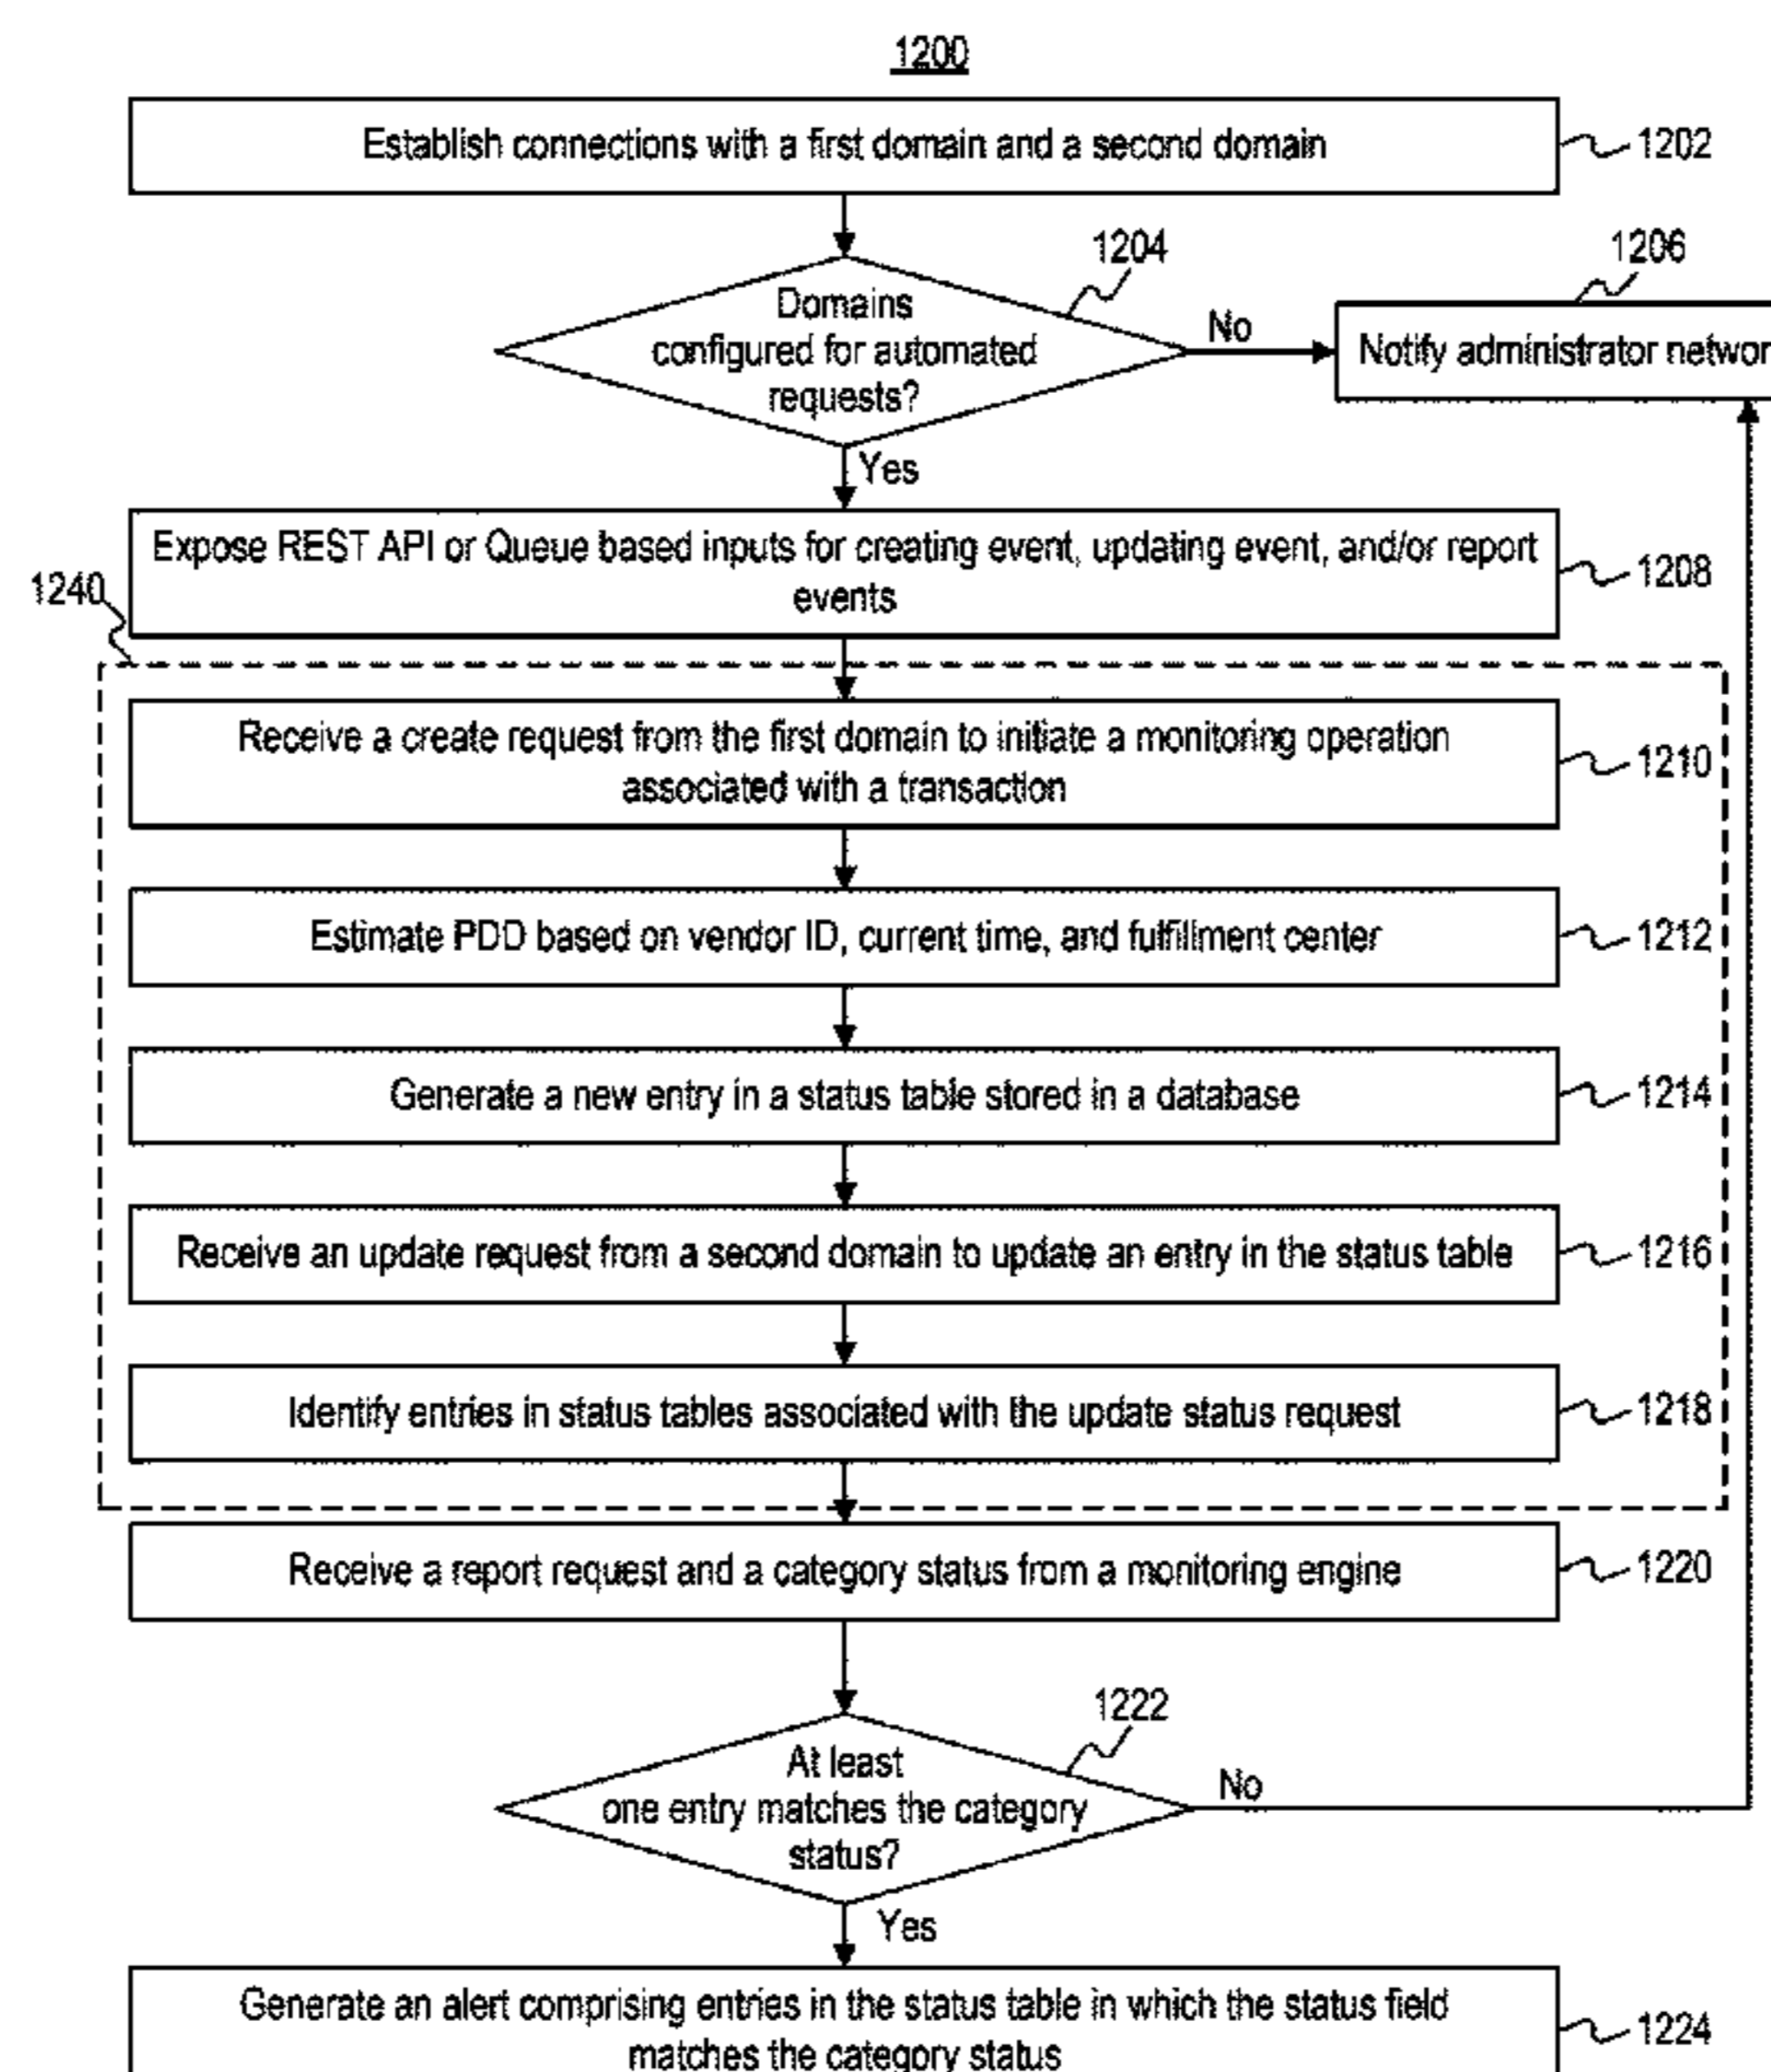 1200
Establish connections with a first domain and a second domain
1202
1204
1206
Domains
configured for automated
requests?
No
Notify administrator networ
Yes
Expose REST API or Queue based inputs for creating event, updating event, and/or report
events
1208
1240
Receive a create request from the first domain to initiate a monitoring operation
associated with a transaction
1210
Estimate PDD based on vendor ID, current time, and fulfillment center
1212
Generate a new entry in a status table stored in a database
1214
Receive an update request from a second domain to update an entry in the status table
1216
Identify entries in status tables associated with the update status request
1218
Receive a report request and a category status from a monitoring engine
1220
1222
At least
one entry matches the category
status?
No
Yes
Generate an alert comprising entries in the status table in which the status field
matches the category status
1224